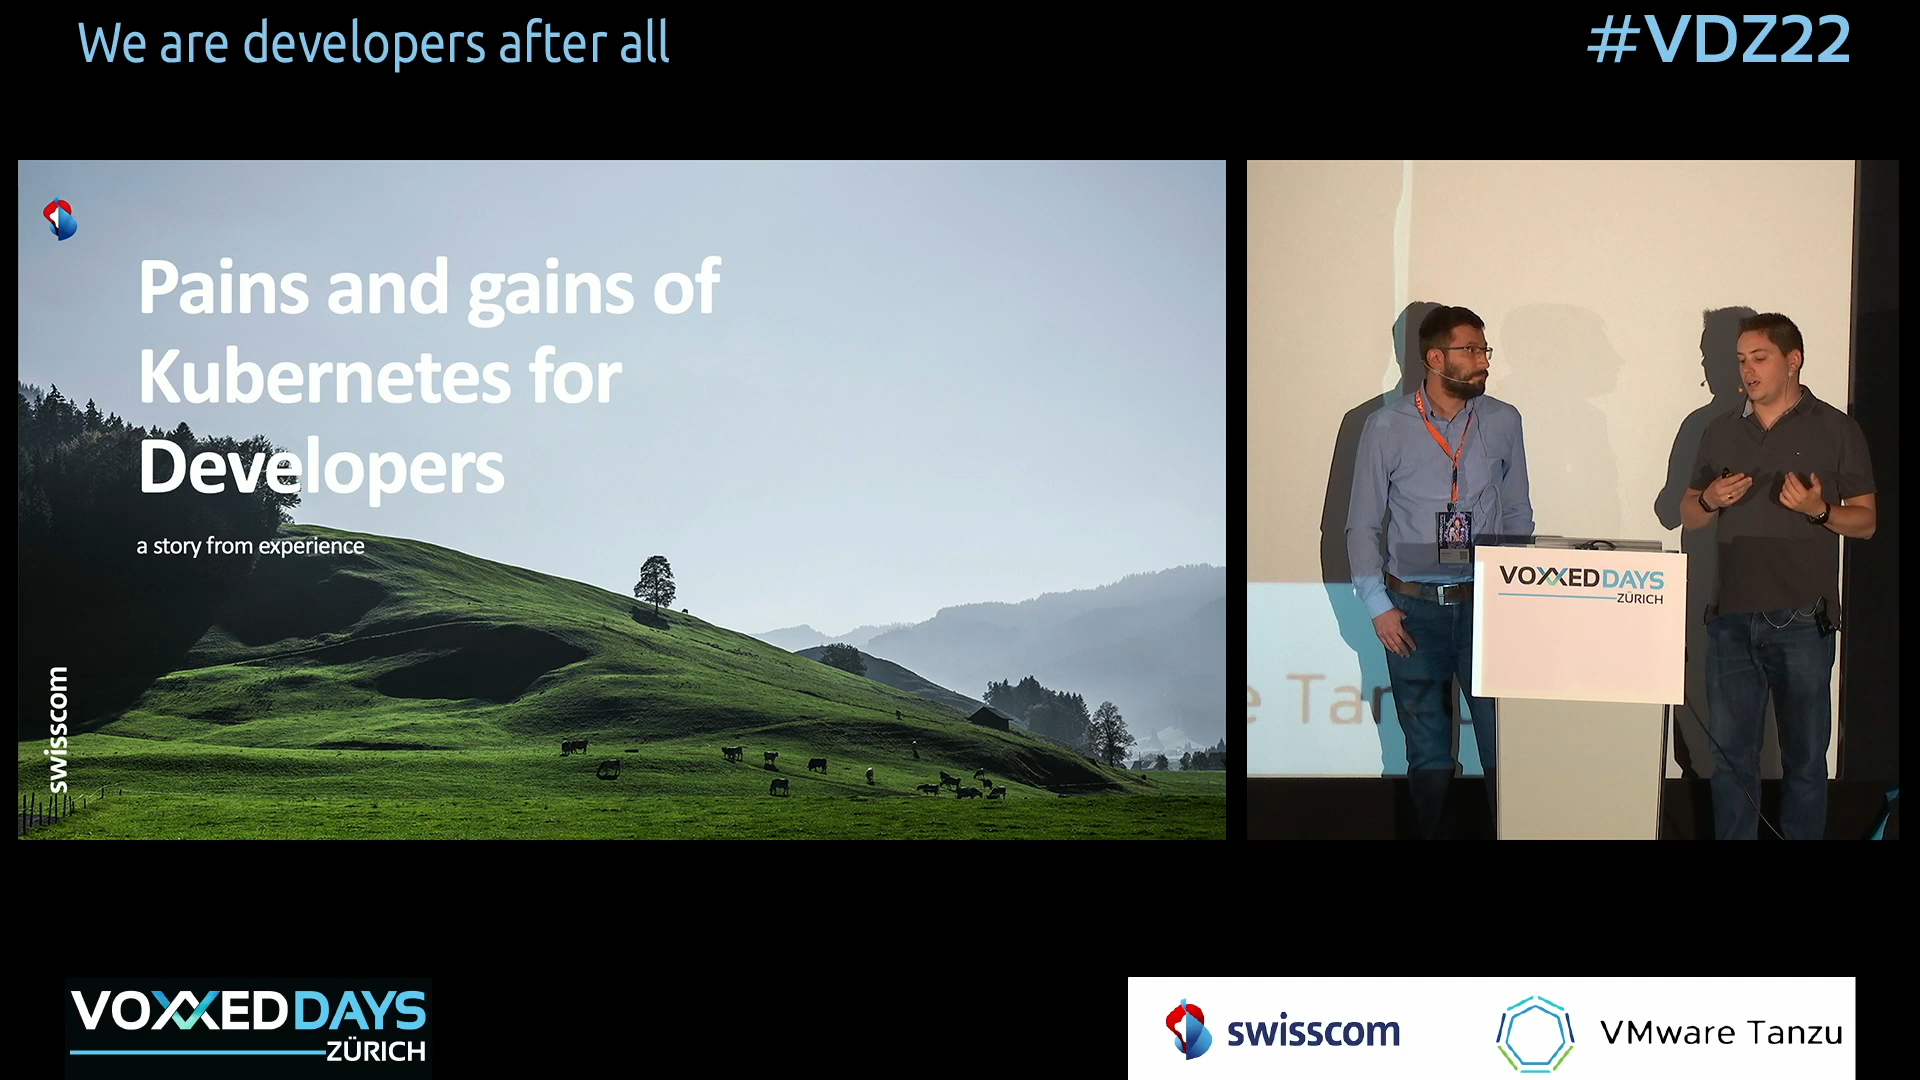 We are developers after all
#VDZ22
Pains and gains of
Kubernetes for
Developers
a story from experience
swisscom
VOXXED DAYS
ZÜRICH
e Tanzu
VOXXED DAYS
ZÜRICH
swisscom
VMware Tanzu